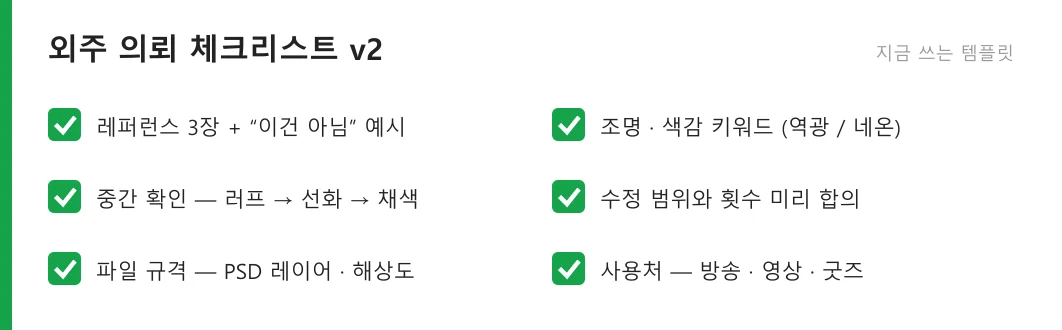 외주 의뢰 체크리스트 v2
지금 쓰는 템플릿
레퍼런스 3장 + “이건 아님” 예시
조명 · 색감 키워드 (역광 / 네온)
중간 확인 — 러프 → 선화 → 채색
수정 범위와 횟수 미리 합의
파일 규격 — PSD 레이어 · 해상도
사용처 — 방송 · 영상 · 굿즈